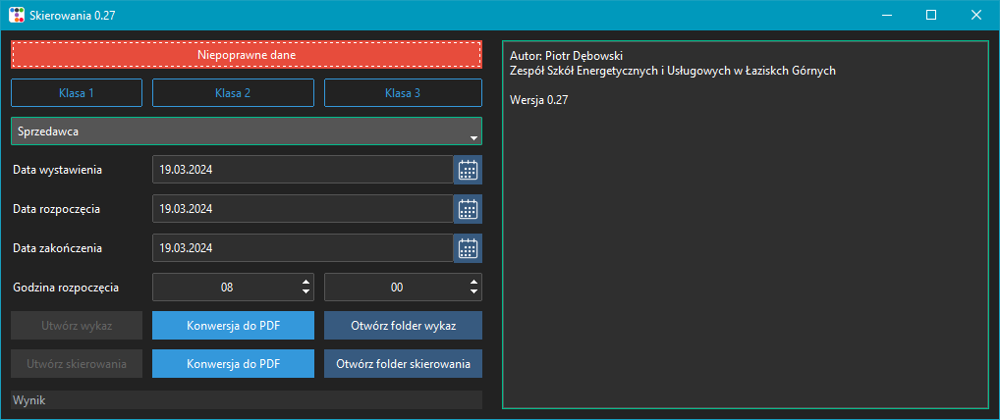 Skierowania 0.27
Niepoprawne dane
Klasa 1 Klasa 2 Klasa 3
Sprzedawca
Data wystawienia 19.03.2024
Data rozpoczęcia 19.03.2024
Data zakończenia 19.03.2024
Godzina rozpoczęcia 08 00
Utwórz wykaz Konwersja do PDF Otwórz folder wykaz
Utwórz skierowania Konwersja do PDF Otwórz folder skierowania
Wynik
Autor: Piotr Dębowski
Zespół Szkół Energetycznych i Usługowych w Łaziskch Górnych
Wersja 0.27